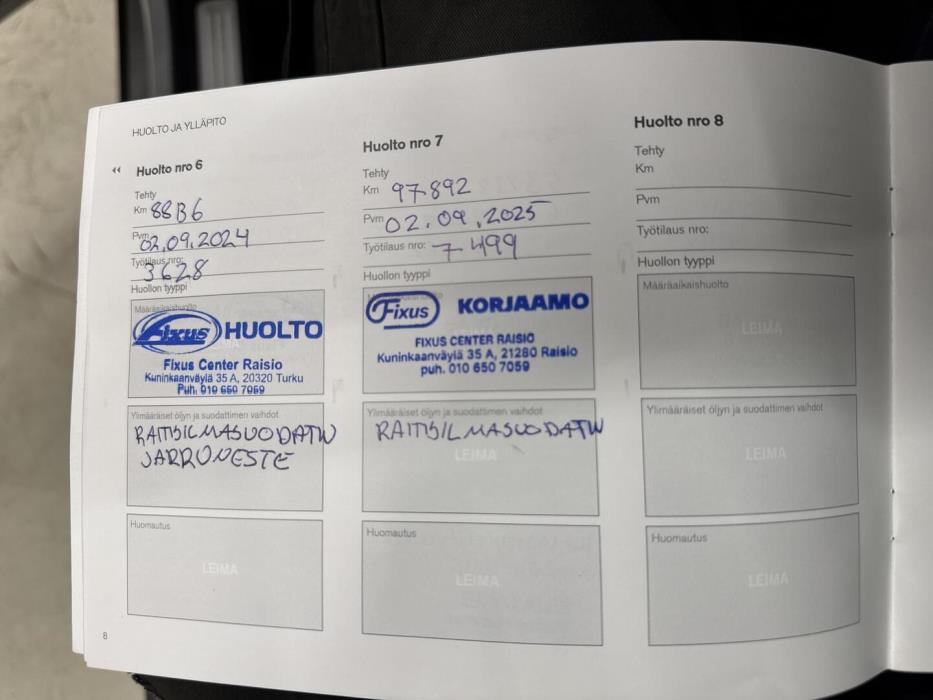 HUOLTO JA YLLÄPITO
Huolto nro 6
Tehty
Km 88136
Pvm 02.09.2024
Työtilaus nro: 3628
Huollon tyyppi
Määräaikaishuolto
Fixus HUOLTO
Fixus Center Raisio
Kuninkaanväylä 35 A, 20320 Turku
Puh. 010 650 7059
Ylimääräiset öljyn ja suodattimen vaihdot
RAITISILMASUODATIN
JARRUNESTE
Huomautus
LEIMA
Huolto nro 7
Tehty
Km 97892
Pvm 02.09.2025
Työtilaus nro: 7499
Huollon tyyppi
Fixus KORJAAMO
FIXUS CENTER RAISIO
Kuninkaanväylä 35 A, 21280 Raisio
puh. 010 650 7059
Ylimääräiset öljyn ja suodattimen vaihdot
RAITISILMASUODATIN
LEIMA
Huomautus
LEIMA
Huolto nro 8
Tehty
Km
Pvm
Työtilaus nro:
Huollon tyyppi
Määräaikaishuolto
LEIMA
Ylimääräiset öljyn ja suodattimen vaihdot
LEIMA
Huomautus
LEIMA
8